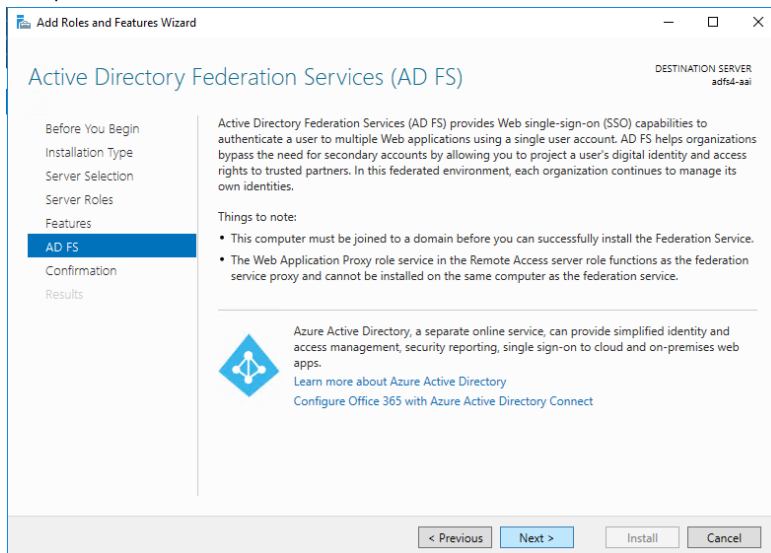 Add Roles and Features Wizard
Active Directory Federation Services (AD FS)
DESTINATION SERVER
adfs4-aai
Before You Begin
Installation Type
Server Selection
Server Roles
Features
AD FS
Confirmation
Results
Active Directory Federation Services (AD FS) provides Web single-sign-on (SSO) capabilities to
authenticate a user to multiple Web applications using a single user account. AD FS helps organizations
bypass the need for secondary accounts by allowing you to project a user's digital identity and access
rights to trusted partners. In this federated environment, each organization continues to manage its
own identities.
Things to note:
• This computer must be joined to a domain before you can successfully install the Federation Service.
• The Web Application Proxy role service in the Remote Access server role functions as the federation
service proxy and cannot be installed on the same computer as the federation service.
Azure Active Directory, a separate online service, can provide simplified identity and
access management, security reporting, single sign-on to cloud and on-premises web
apps.
Learn more about Azure Active Directory
Configure Office 365 with Azure Active Directory Connect
< Previous Next > Install Cancel